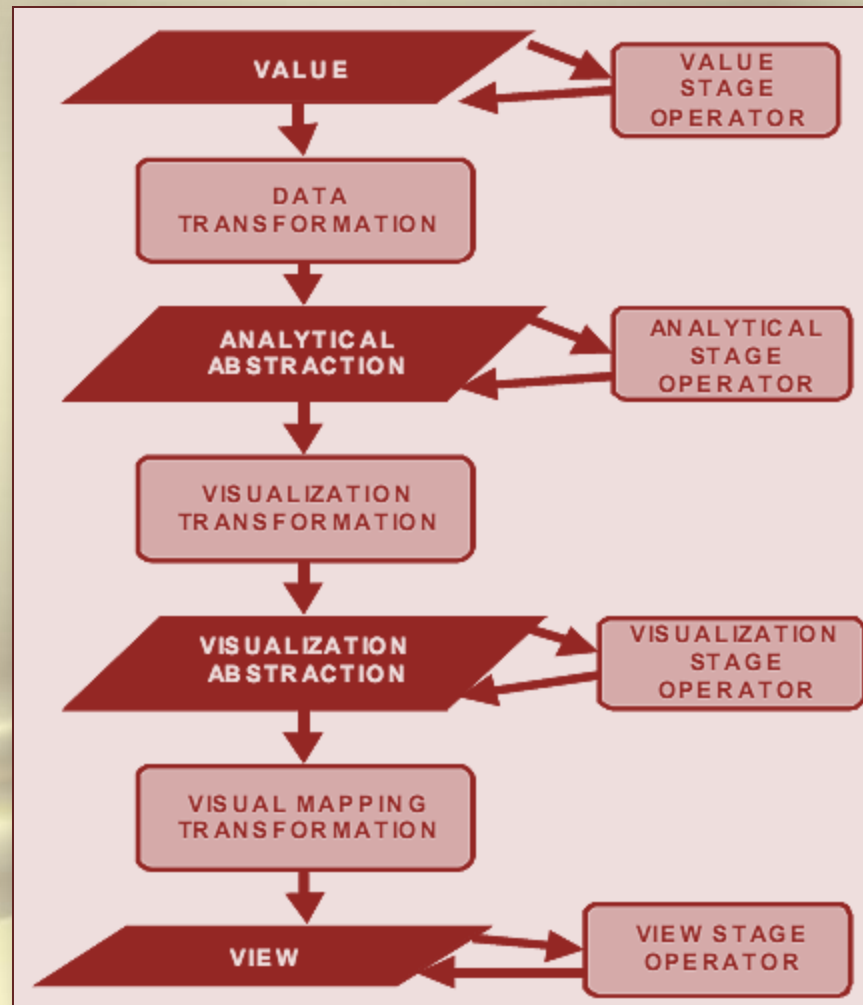 VALUE
VALUE
STAGE
OPERATOR
DATA
TRANSFORMATION
ANALYTICAL
ABSTRACTION
ANALYTICAL
STAGE
OPERATOR
VISUALIZATION
TRANSFORMATION
VISUALIZATION
ABSTRACTION
VISUALIZATION
STAGE
OPERATOR
VISUAL MAPPING
TRANSFORMATION
VIEW
VIEW STAGE
OPERATOR